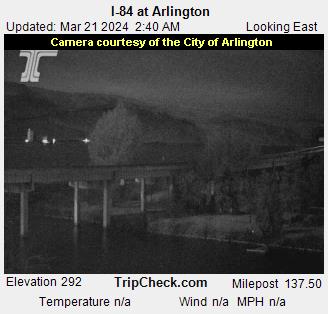 I-84 at Arlington
Updated: Mar 21 2024 2:40 AM Looking East
Camera courtesy of the City of Arlington
Elevation 292 TripCheck.com Milepost 137.50
Temperature n/a Wind n/a MPH n/a